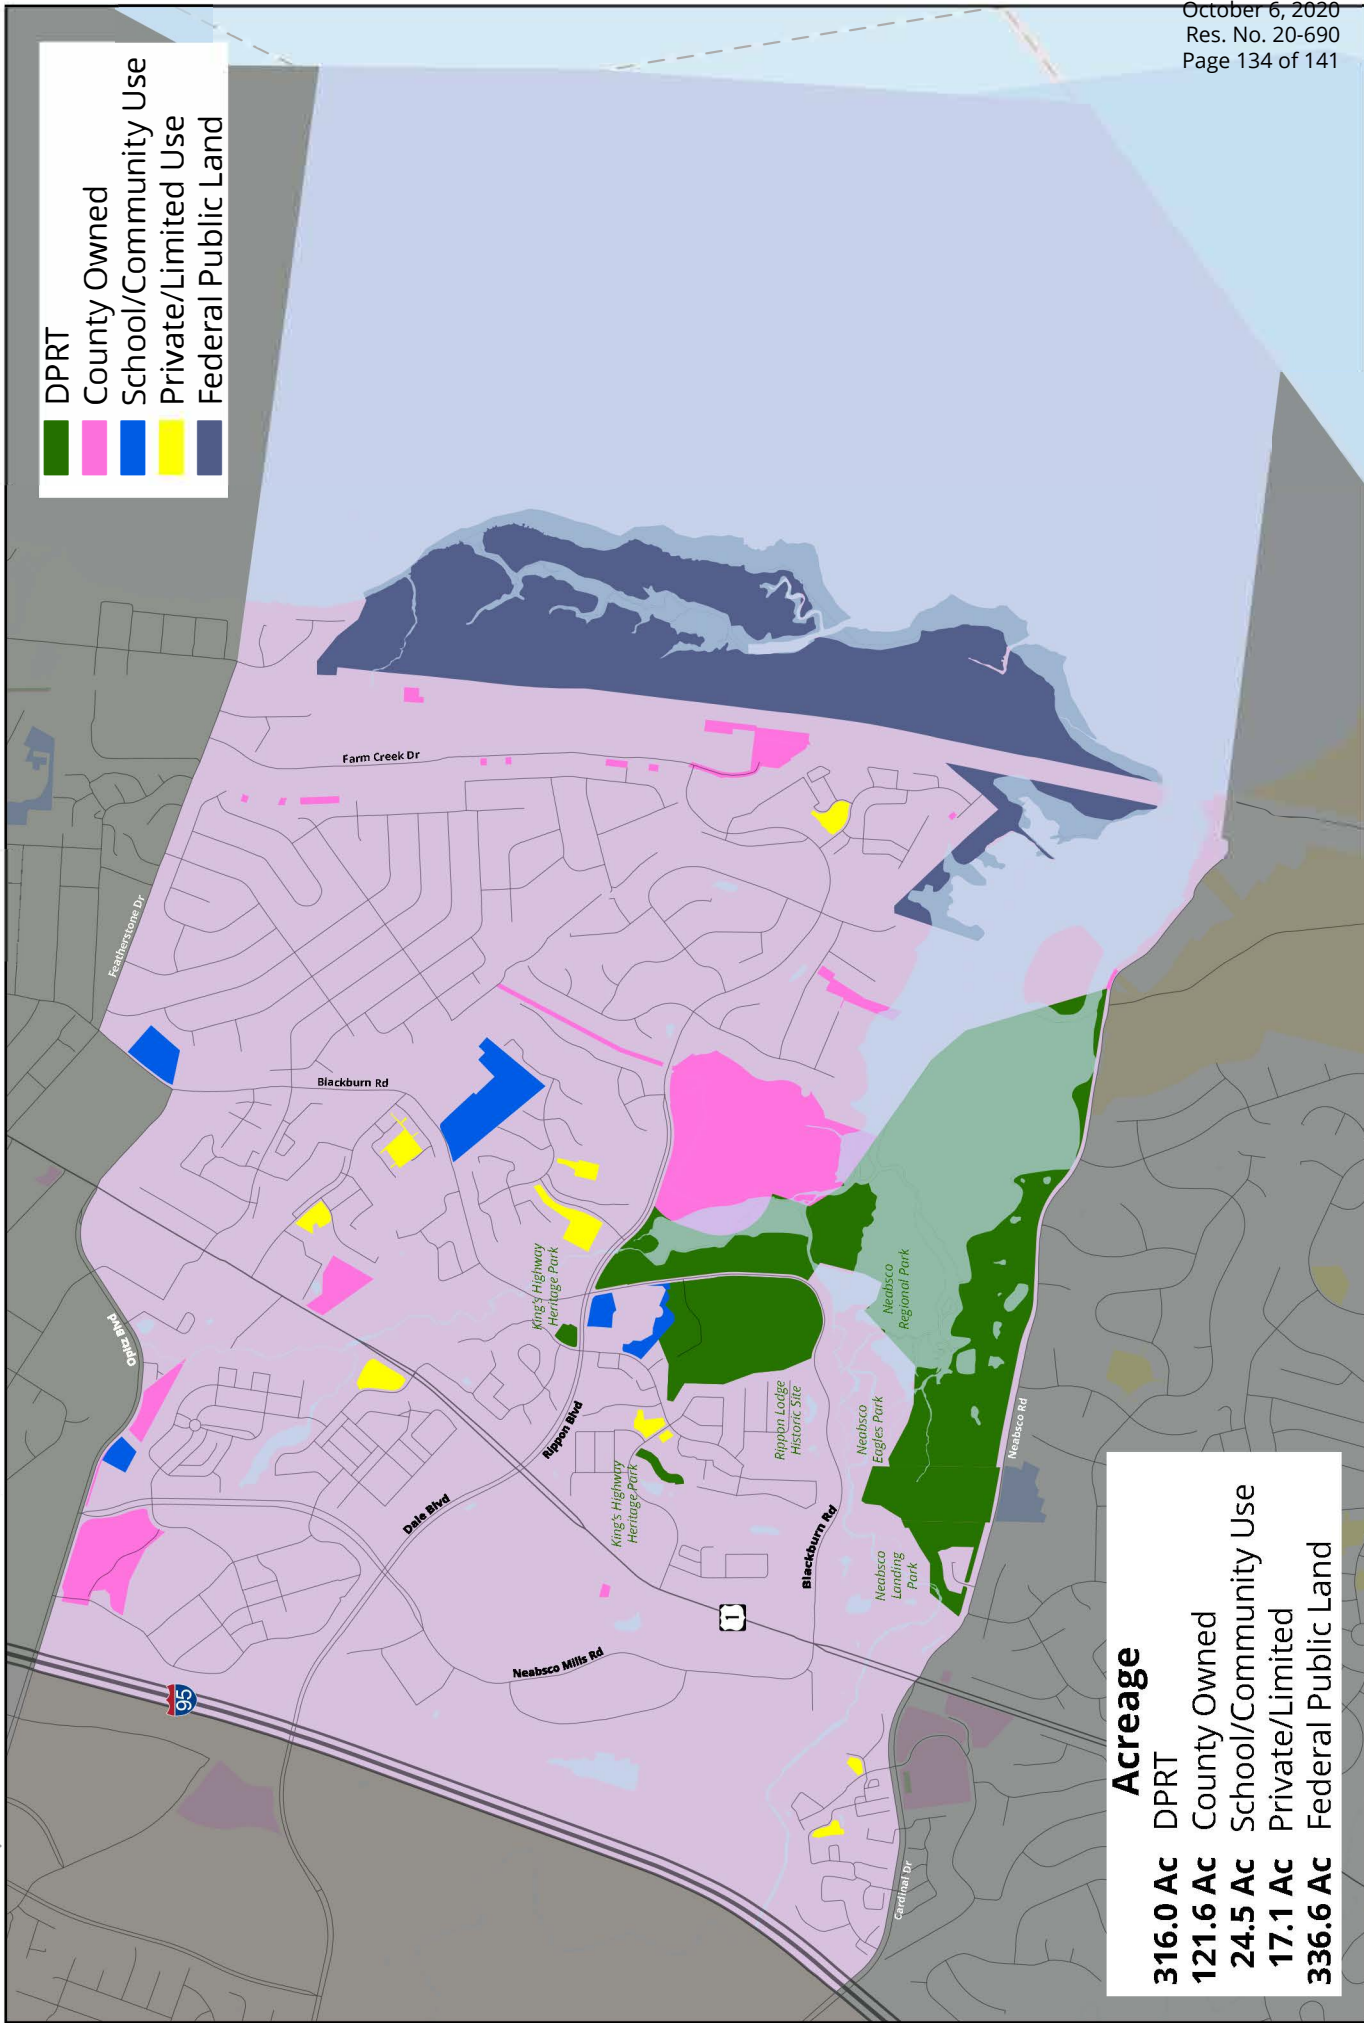 October 6, 2020
Res. No. 20-690
Page 134 of 141
DPRT
County Owned
School/Community Use
Private/Limited Use
Federal Public Land
Farm Creek Dr
Featherstone Dr
Blackburn Rd
Opitz Blvd
King's Highway
Heritage Park
Rippon Blvd
Dale Blvd
King's Highway
Heritage Park
Rippon Lodge
Historic Site
Neabsco
Regional Park
Neabsco
Eagles Park
Neabsco
Landing
Park
Neabsco Rd
Blackburn Rd
1
Neabsco Mills Rd
95
Cardinal Dr
Acreage
316.0 Ac DPRT
121.6 Ac County Owned
24.5 Ac School/Community Use
17.1 Ac Private/Limited
336.6 Ac Federal Public Land